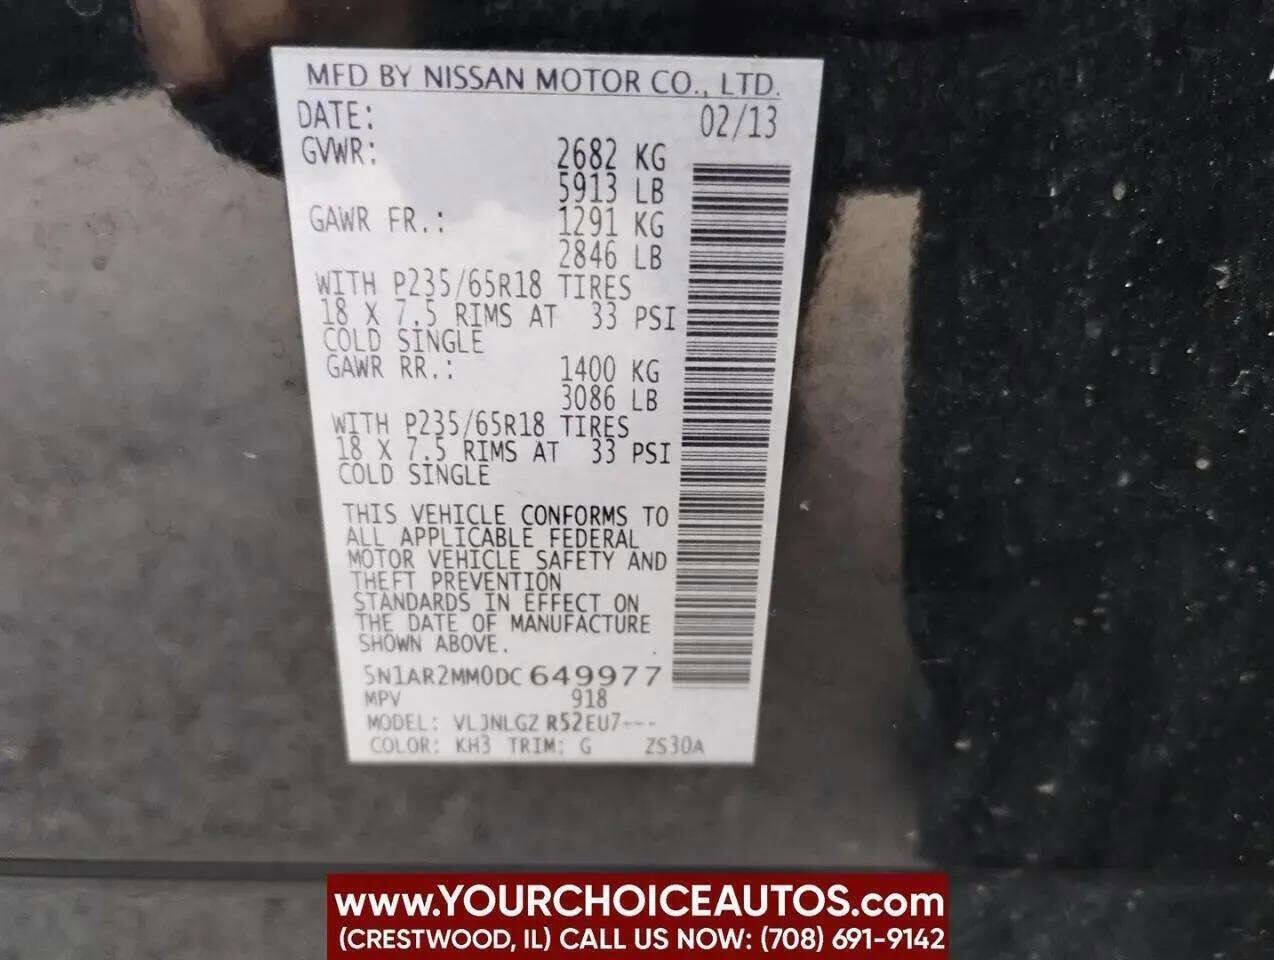 MFD BY NISSAN MOTOR CO., LTD.
DATE: 02/13
GVWR: 2682 KG
5913 LB
GAWR FR.: 1291 KG
2846 LB
WITH P235/65R18 TIRES
18 X 7.5 RIMS AT 33 PSI
COLD SINGLE
GAWR RR.: 1400 KG
3086 LB
WITH P235/65R18 TIRES
18 X 7.5 RIMS AT 33 PSI
COLD SINGLE
THIS VEHICLE CONFORMS TO
ALL APPLICABLE FEDERAL
MOTOR VEHICLE SAFETY AND
THEFT PREVENTION
STANDARDS IN EFFECT ON
THE DATE OF MANUFACTURE
SHOWN ABOVE.
5N1AR2MM0DC649977
MPV 918
MODEL: VLJNLGZ R52EU7---
COLOR: KH3 TRIM: G ZS30A
www.YOURCHOICEAUTOS.com
(CRESTWOOD, IL) CALL US NOW: (708) 691-9142